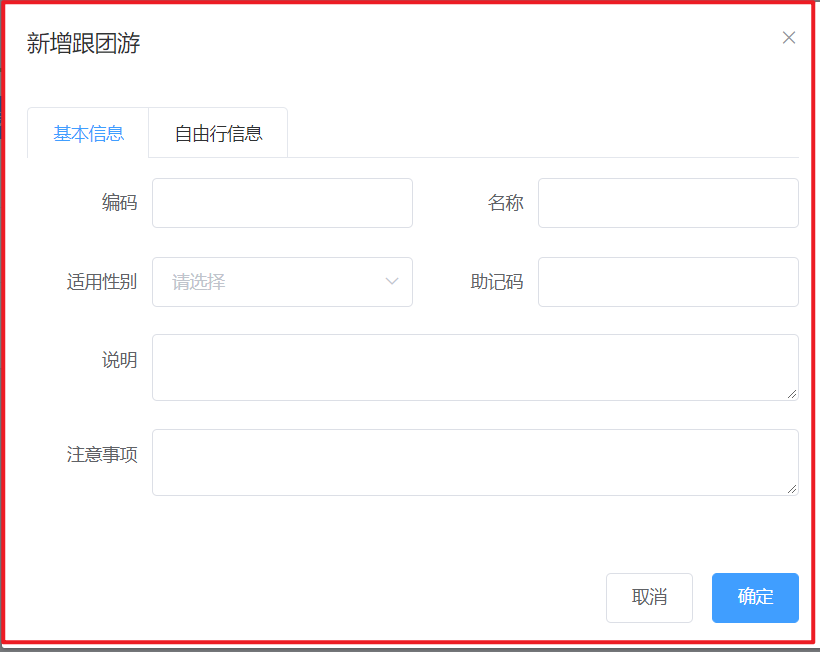 新增跟团游
基本信息 自由行信息
编码 名称
适用性别 请选择 助记码
说明
注意事项
取消 确定